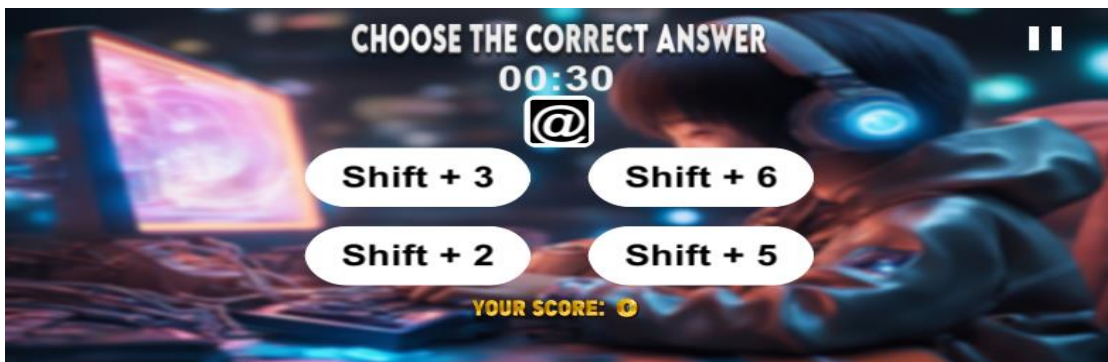 CHOOSE THE CORRECT ANSWER
00:30
@
Shift + 3 Shift + 6
Shift + 2 Shift + 5
YOUR SCORE: 0